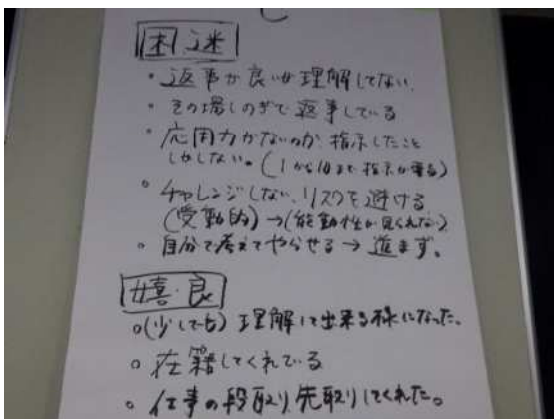 困・迷
・返事が良いが理解してない
・その場しのぎで返事している
・応用力がないのか 指示したこと
しかしない。(1から10まで指示が要る)
・チャレンジしない、リスクを避ける
(受動的)→(能動性が見られない)
・自分で考えてやらせる→進まず。
嬉・良
○(少しでも)理解して出来る様になった。
○在籍してくれている
・仕事の段取り、先取りしてくれた。